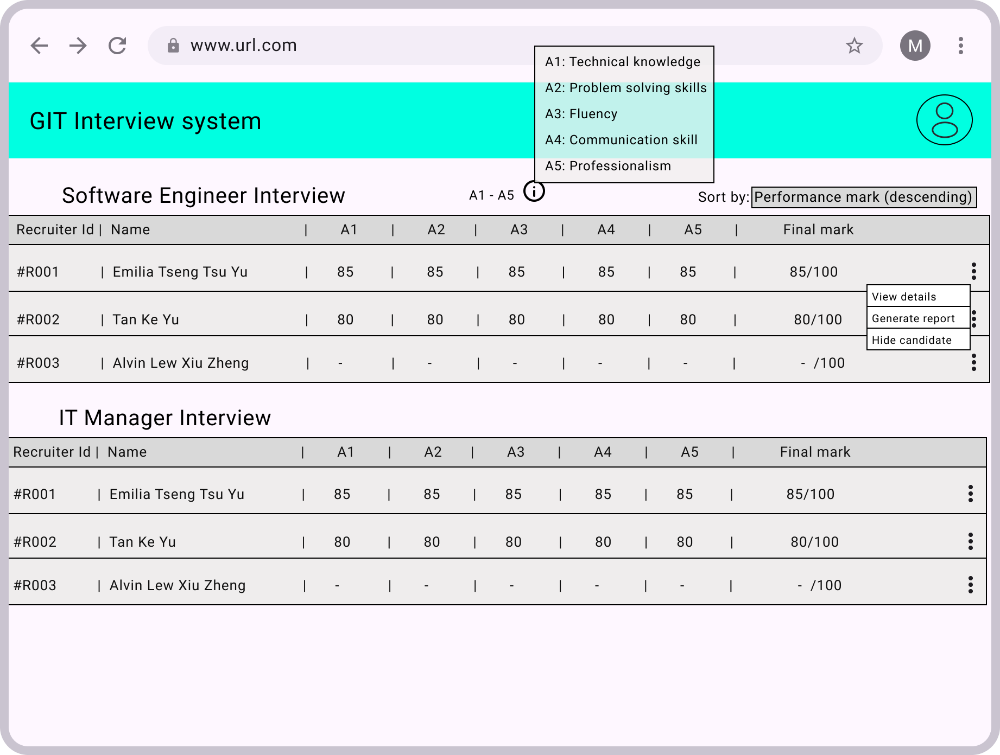 www.url.com
M
A1: Technical knowledge
A2: Problem solving skills
A3: Fluency
A4: Communication skill
A5: Professionalism
GIT Interview system
Software Engineer Interview
A1 - A5
Sort by: Performance mark (descending)
Recruiter Id | Name | A1 | A2 | A3 | A4 | A5 | Final mark
#R001 | Emilia Tseng Tsu Yu | 85 | 85 | 85 | 85 | 85 | 85/100
View details
Generate report
Hide candidate
#R002 | Tan Ke Yu | 80 | 80 | 80 | 80 | 80 | 80/100
#R003 | Alvin Lew Xiu Zheng | - | - | - | - | - | - /100
IT Manager Interview
Recruiter Id | Name | A1 | A2 | A3 | A4 | A5 | Final mark
#R001 | Emilia Tseng Tsu Yu | 85 | 85 | 85 | 85 | 85 | 85/100
#R002 | Tan Ke Yu | 80 | 80 | 80 | 80 | 80 | 80/100
#R003 | Alvin Lew Xiu Zheng | - | - | - | - | - | - /100